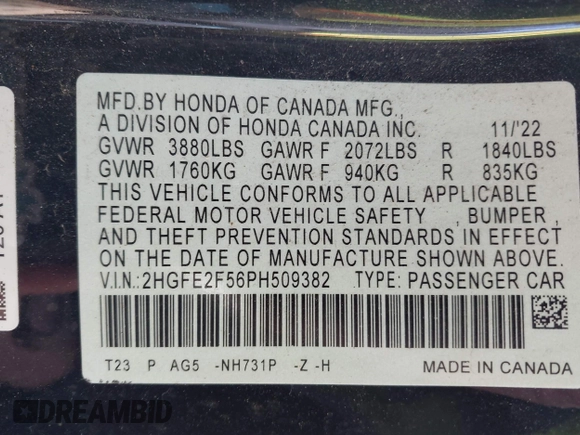 MFD.BY HONDA OF CANADA MFG.,
A DIVISION OF HONDA CANADA INC. 11/'22
GVWR 3880LBS GAWR F 2072LBS R 1840LBS
GVWR 1760KG GAWR F 940KG R 835KG
THIS VEHICLE CONFORMS TO ALL APPLICABLE
FEDERAL MOTOR VEHICLE SAFETY , BUMPER ,
AND THEFT PREVENTION STANDARDS IN EFFECT
ON THE DATE OF MANUFACTURE SHOWN ABOVE.
V.I.N.:2HGFE2F56PH509382 TYPE: PASSENGER CAR
T23 P AG5 -NH731P -Z -H
MADE IN CANADA
DREAMBID